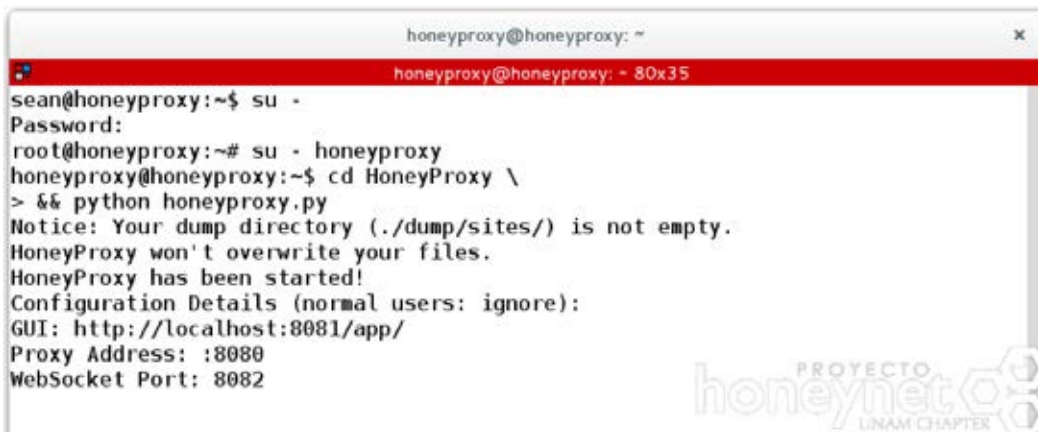 honeyproxy@honeyproxy: ~
honeyproxy@honeyproxy: ~ 80x35
sean@honeyproxy:~$ su -
Password:
root@honeyproxy:~# su - honeyproxy
honeyproxy@honeyproxy:~$ cd HoneyProxy \
> && python honeyproxy.py
Notice: Your dump directory (./dump/sites/) is not empty.
HoneyProxy won't overwrite your files.
HoneyProxy has been started!
Configuration Details (normal users: ignore):
GUI: http://localhost:8081/app/
Proxy Address: :8080
WebSocket Port: 8082
PROYECTO
honeynet
UNAM CHAPTER